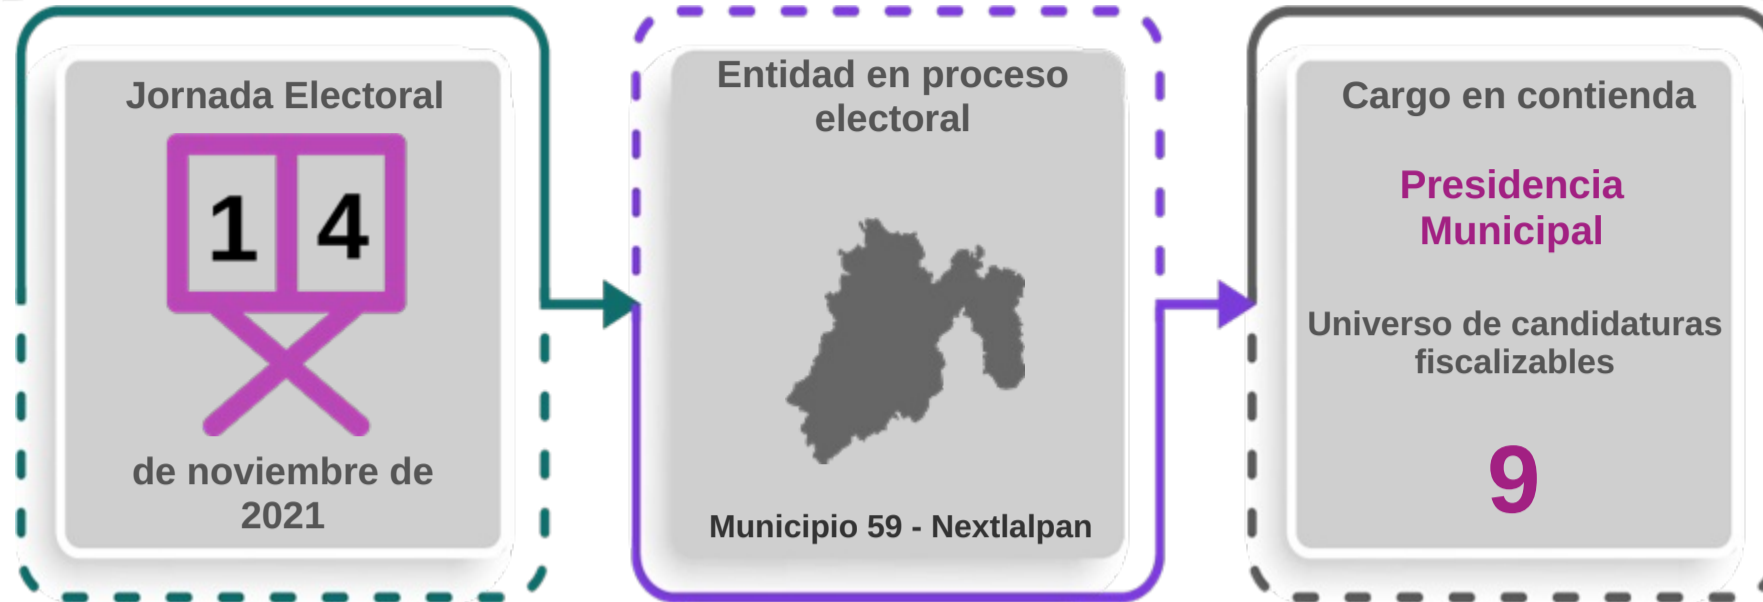 Jornada Electoral
1 4
de noviembre de
2021
Entidad en proceso
electoral
Municipio 59 - Nextlalpan
Cargo en contienda
Presidencia
Municipal
Universo de candidaturas
fiscalizables
9